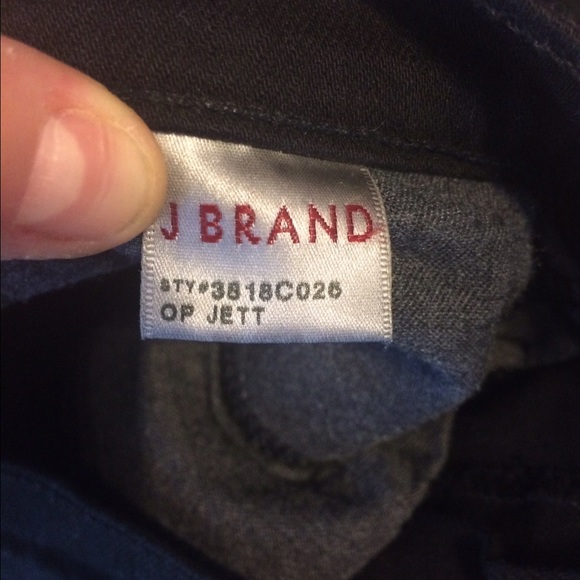 J BRAND
STY#3818C026
OP JETT